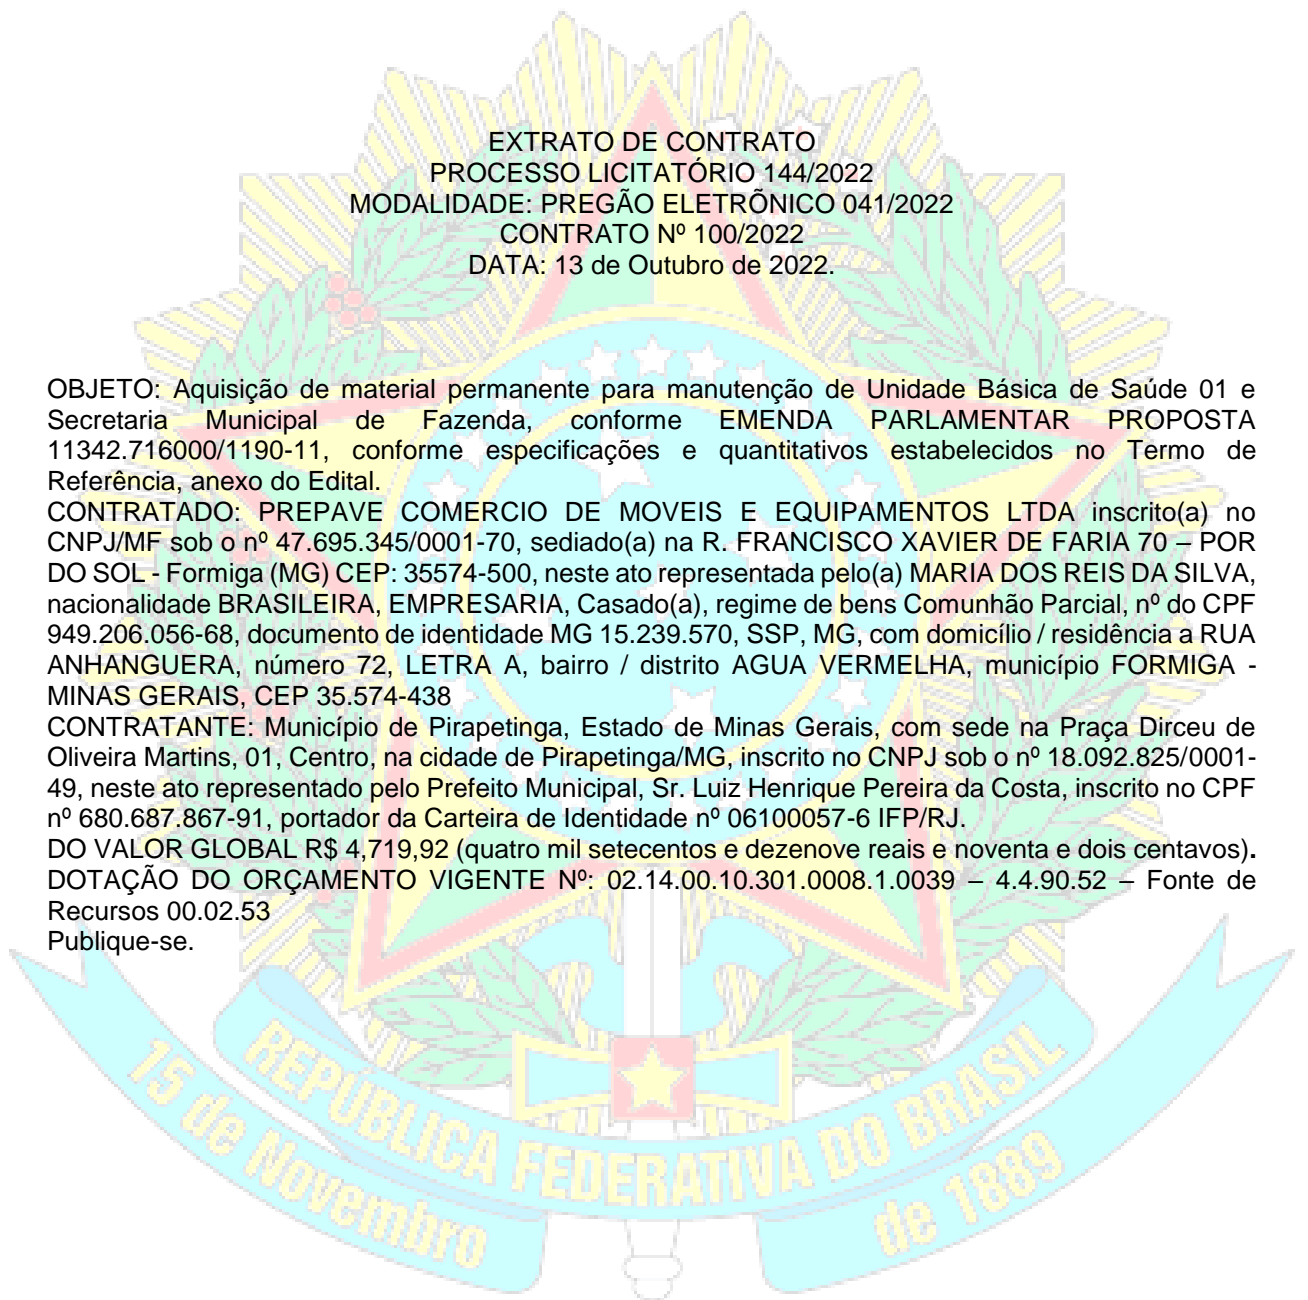 EXTRATO DE CONTRATO
PROCESSO LICITATÓRIO 144/2022
MODALIDADE: PREGÃO ELETRÕNICO 041/2022
CONTRATO Nº 100/2022
DATA: 13 de Outubro de 2022.
OBJETO: Aquisição de material permanente para manutenção de Unidade Básica de Saúde 01 e
Secretaria Municipal de Fazenda, conforme EMENDA PARLAMENTAR PROPOSTA
11342.716000/1190-11, conforme especificações e quantitativos estabelecidos no Termo de
Referência, anexo do Edital.
CONTRATADO: PREPAVE COMERCIO DE MOVEIS E EQUIPAMENTOS LTDA inscrito(a) no
CNPJ/MF sob o nº 47.695.345/0001-70, sediado(a) na R. FRANCISCO XAVIER DE FARIA 70 – POR
DO SOL - Formiga (MG) CEP: 35574-500, neste ato representada pelo(a) MARIA DOS REIS DA SILVA,
nacionalidade BRASILEIRA, EMPRESARIA, Casado(a), regime de bens Comunhão Parcial, nº do CPF
949.206.056-68, documento de identidade MG 15.239.570, SSP, MG, com domicílio / residência a RUA
ANHANGUERA, número 72, LETRA A, bairro / distrito AGUA VERMELHA, município FORMIGA -
MINAS GERAIS, CEP 35.574-438
CONTRATANTE: Município de Pirapetinga, Estado de Minas Gerais, com sede na Praça Dirceu de
Oliveira Martins, 01, Centro, na cidade de Pirapetinga/MG, inscrito no CNPJ sob o nº 18.092.825/0001-
49, neste ato representado pelo Prefeito Municipal, Sr. Luiz Henrique Pereira da Costa, inscrito no CPF
nº 680.687.867-91, portador da Carteira de Identidade nº 06100057-6 IFP/RJ.
DO VALOR GLOBAL R$ 4,719,92 (quatro mil setecentos e dezenove reais e noventa e dois centavos).
DOTAÇÃO DO ORÇAMENTO VIGENTE Nº: 02.14.00.10.301.0008.1.0039 – 4.4.90.52 – Fonte de
Recursos 00.02.53
Publique-se.
REPÚBLICA FEDERATIVA DO BRASIL
15 de Novembro
de 1889